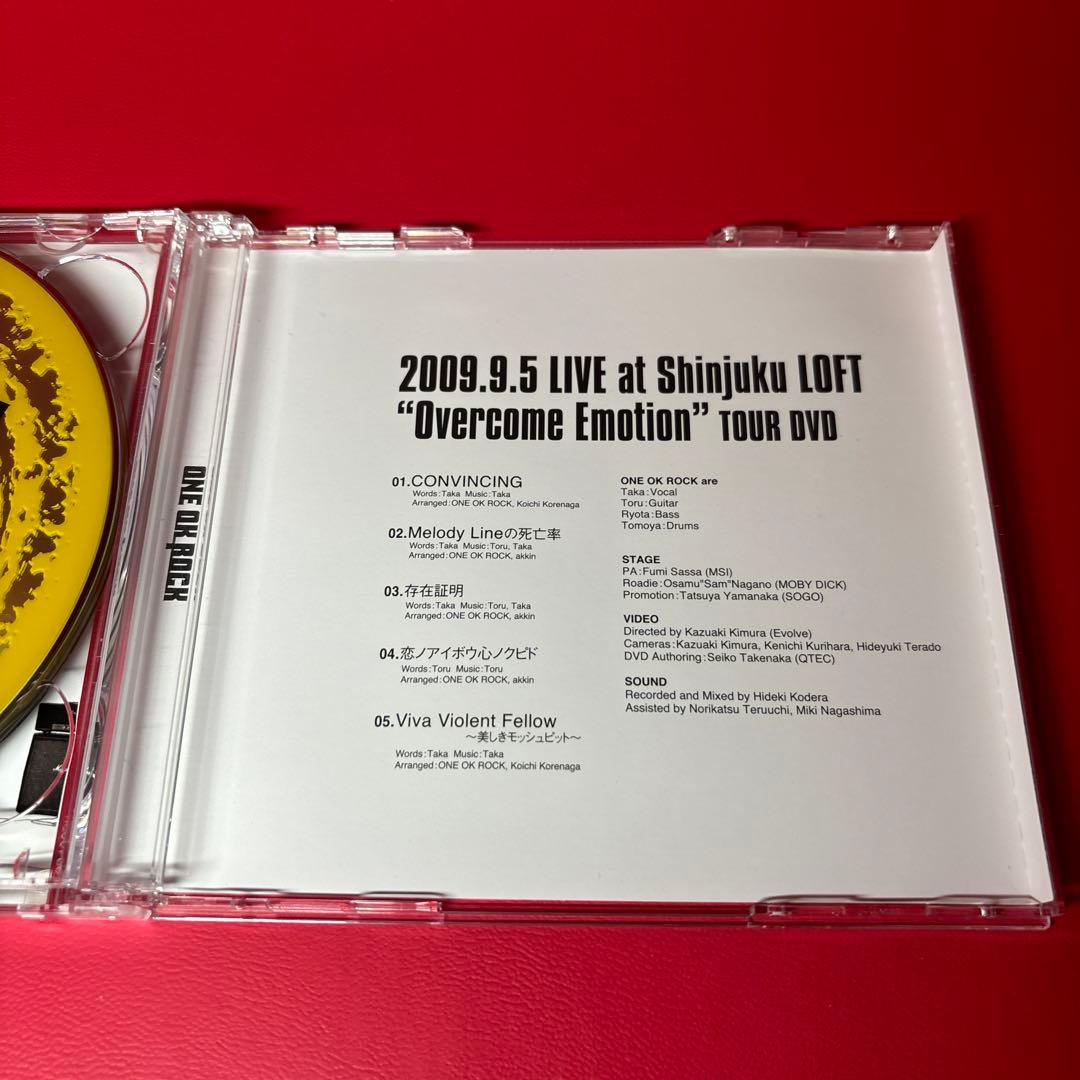 ONE OK ROCK
2009.9.5 LIVE at Shinjuku LOFT
“Overcome Emotion” TOUR DVD
01.CONVINCING
Words:Taka Music:Taka
Arranged:ONE OK ROCK, Koichi Korenaga
02.Melody Lineの死亡率
Words:Taka Music:Toru, Taka
Arranged:ONE OK ROCK, akkin
03.存在証明
Words:Taka Music:Toru, Taka
Arranged:ONE OK ROCK, akkin
04.恋ノアイボウ心ノクピド
Words:Toru Music:Toru
Arranged:ONE OK ROCK, akkin
05.Viva Violent Fellow
〜美しきモッシュピット〜
Words:Taka Music:Taka
Arranged:ONE OK ROCK, Koichi Korenaga
ONE OK ROCK are
Taka:Vocal
Toru:Guitar
Ryota:Bass
Tomoya:Drums
STAGE
PA:Fumi Sassa (MSI)
Roadie:Osamu"Sam"Nagano (MOBY DICK)
Promotion:Tatsuya Yamanaka (SOGO)
VIDEO
Directed by Kazuaki Kimura (Evolve)
Cameras:Kazuaki Kimura, Kenichi Kurihara, Hideyuki Terado
DVD Authoring:Seiko Takenaka (QTEC)
SOUND
Recorded and Mixed by Hideki Kodera
Assisted by Norikatsu Teruuchi, Miki Nagashima